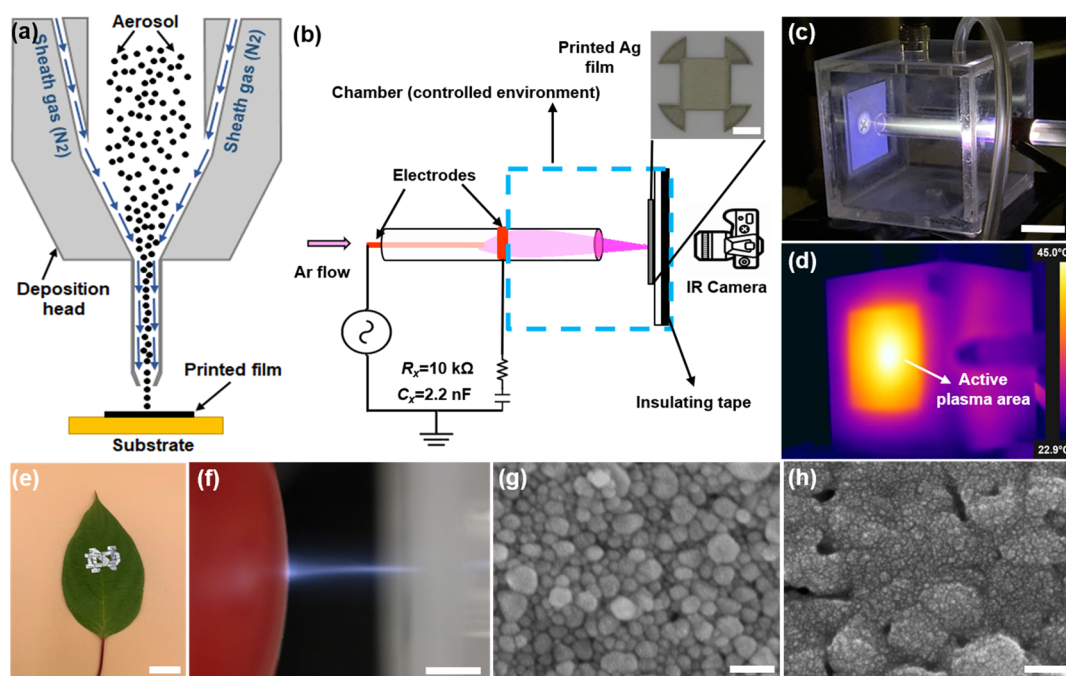 (a)
Aerosol
Sheath gas (N2)
Sheath gas (N2)
Deposition
head
Printed film
Substrate
(b)
Printed Ag
film
Chamber (controlled environment)
Electrodes
Ar flow
Rx=10 kΩ
Cx=2.2 nF
IR Camera
Insulating tape
(c)
(d)
45.0°C
Active
plasma area
22.9°C
(e)
(f)
(g)
(h)